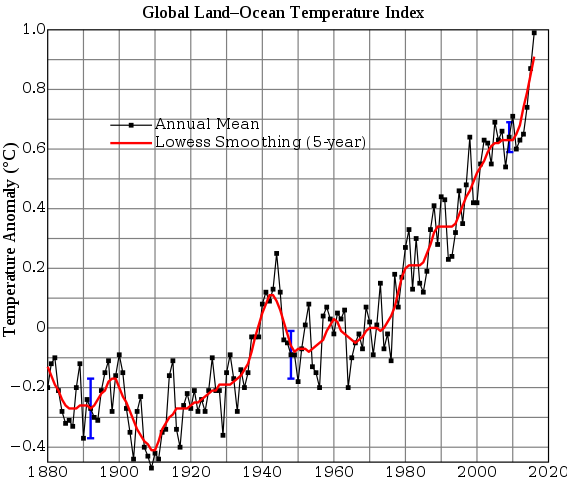 Global Land–Ocean Temperature Index
1.0
0.8
0.6
0.4
0.2
0
−0.2
−0.4
Temperature Anomaly (°C)
Annual Mean
Lowess Smoothing (5-year)
1880 1900 1920 1940 1960 1980 2000 2020